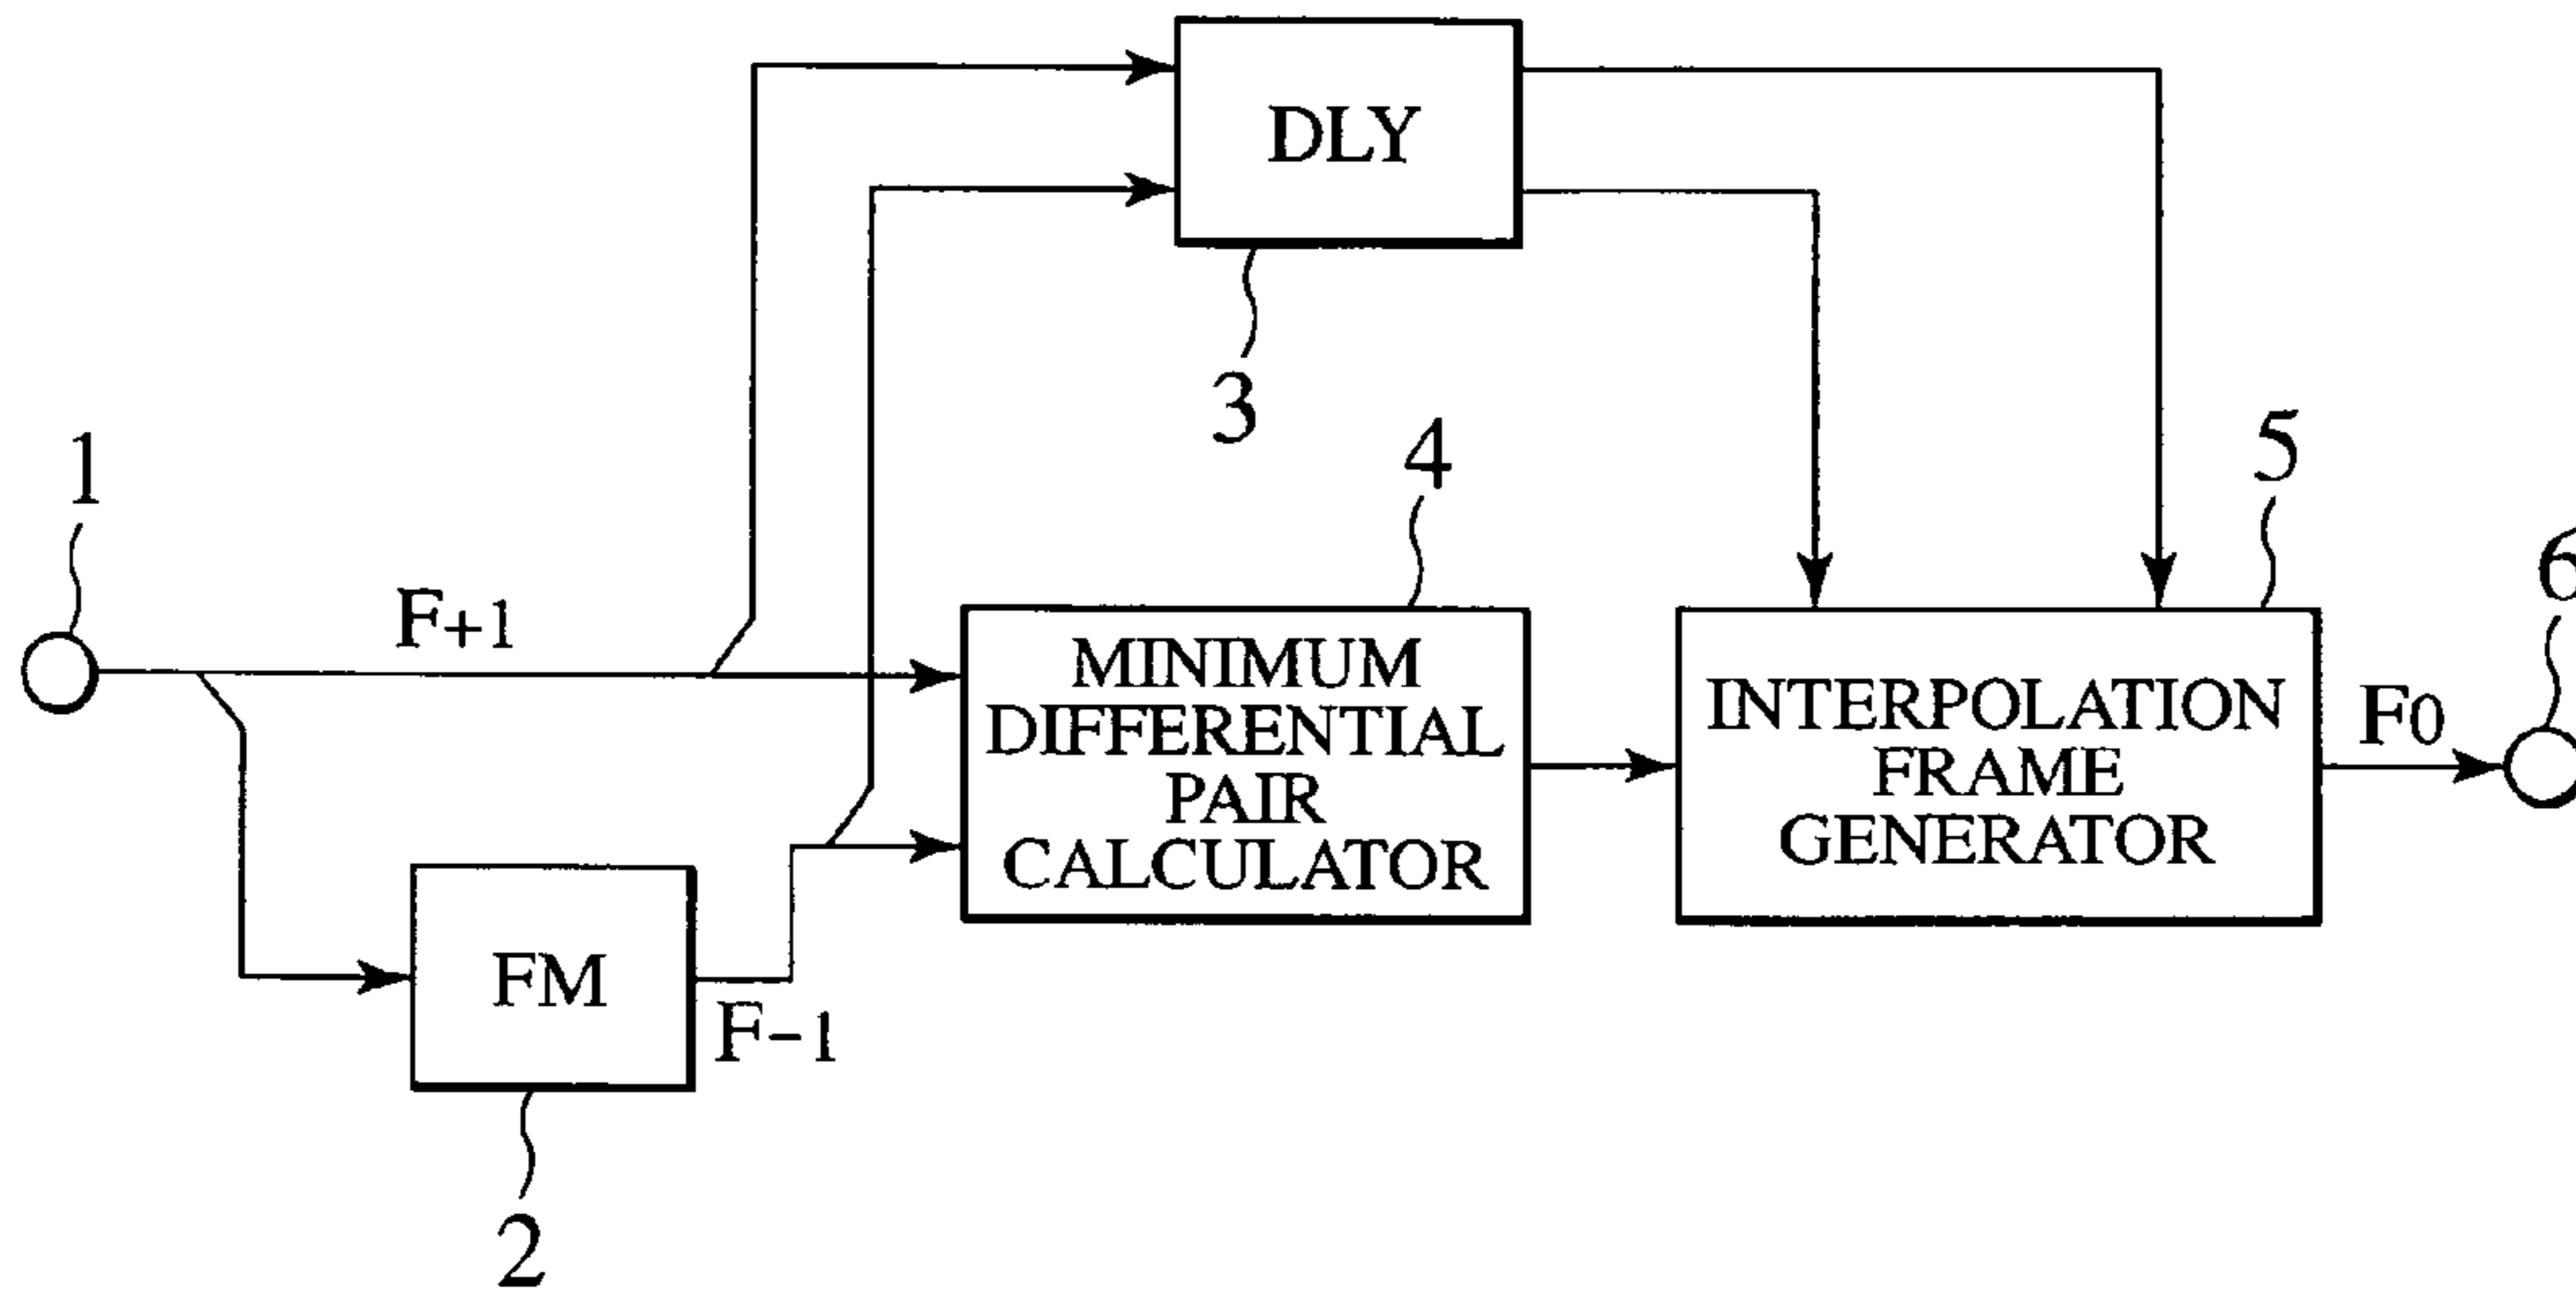 DLY
3
4
5
1
6
F+1
MINIMUM
DIFFERENTIAL
PAIR
CALCULATOR
INTERPOLATION
FRAME
GENERATOR
F0
FM
F-1
2